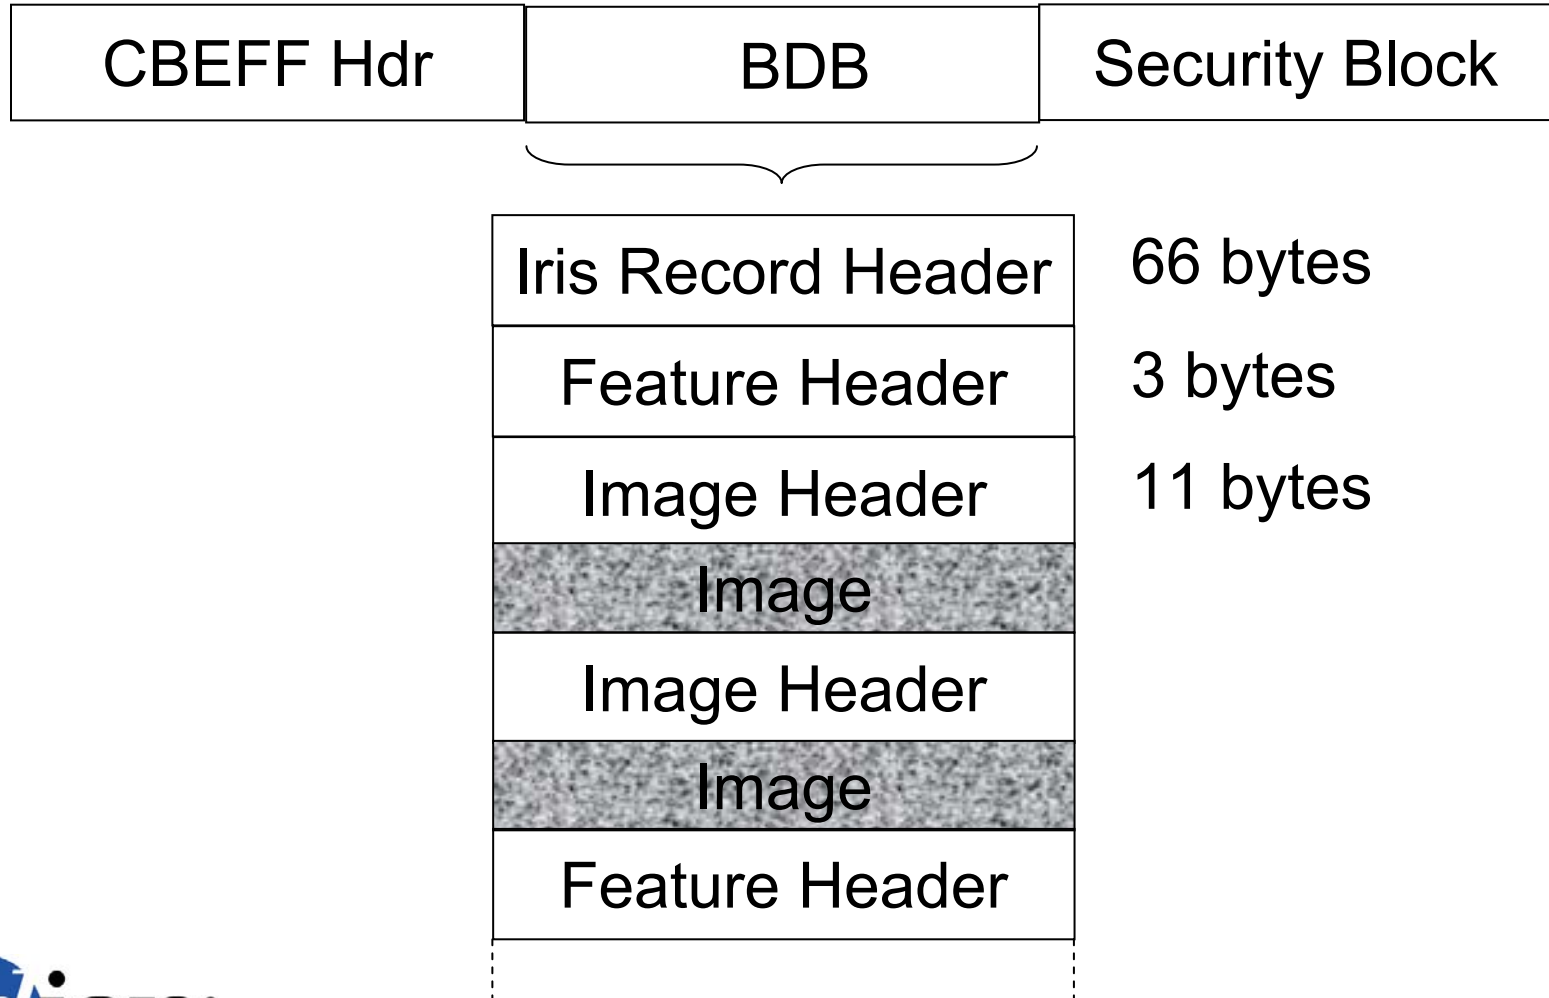 CBEFF Hdr BDB Security Block
Iris Record Header 66 bytes
Feature Header 3 bytes
Image Header 11 bytes
Image
Image Header
Image
Feature Header